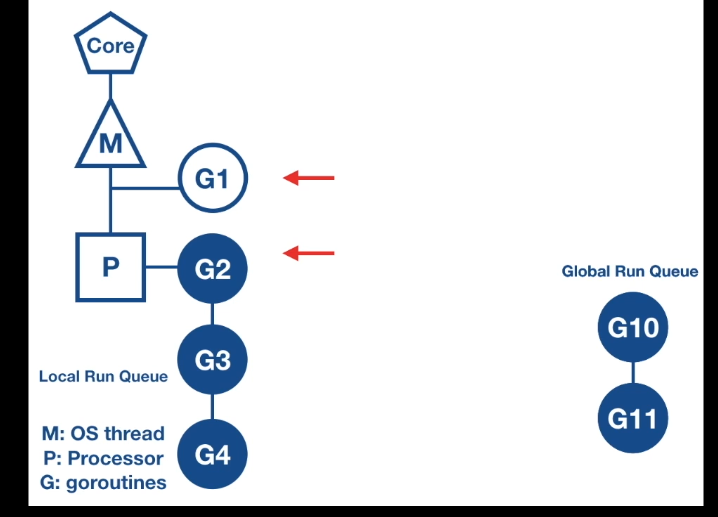 Core
M
G1
P
G2
Global Run Queue
G10
G3
Local Run Queue
G11
M: OS thread
P: Processor
G: goroutines
G4